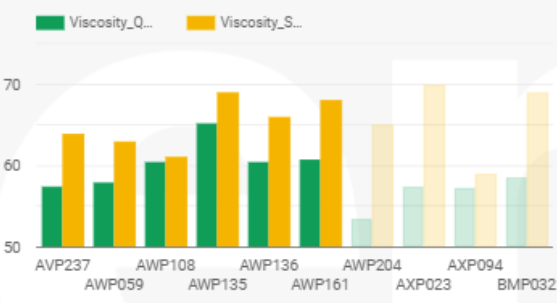 Viscosity_Q... Viscosity_S...
70
60
50
AVP237 AWP108 AWP136 AWP204 AXP094
AWP059 AWP135 AWP161 AXP023 BMP032